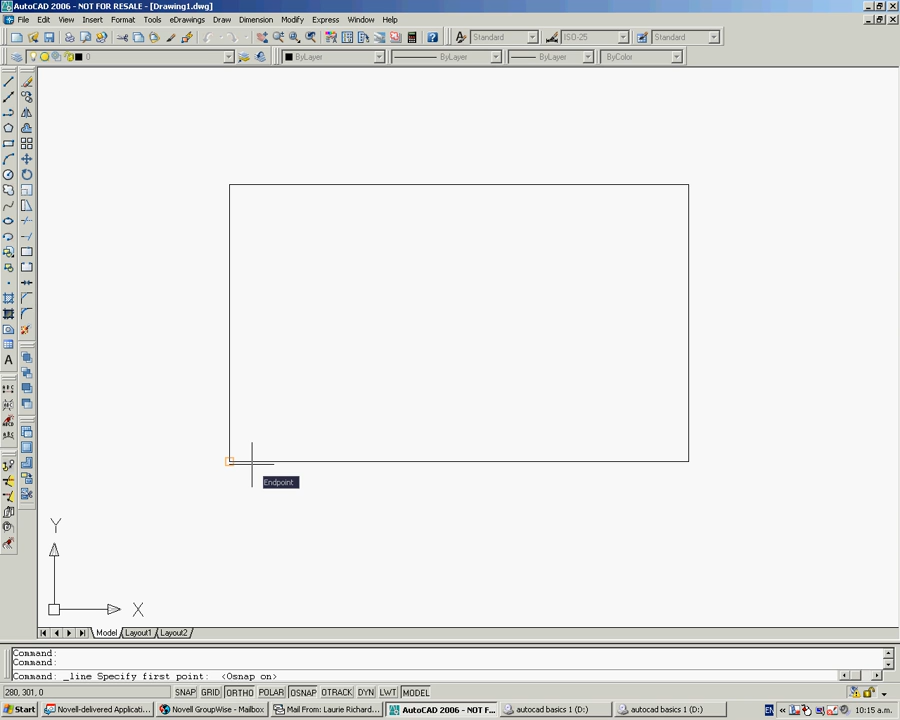 AutoCAD 2006 - NOT FOR RESALE - [Drawing1.dwg]
File Edit View Insert Format Tools eDrawings Draw Dimension Modify Express Window Help
Standard ISO-25 Standard
0 ByLayer ByLayer ByLayer ByColor
A
Endpoint
Y
X
Model Layout1 Layout2
Command:
Command:
Command: _line Specify first point: <Osnap on>
280, 301, 0 SNAP GRID ORTHO POLAR OSNAP OTRACK DYN LWT MODEL
Start Novell-delivered Applicati... Novell GroupWise - Mailbox Mail From: Laurie Richard... AutoCAD 2006 - NOT F... autocad basics 1 (D:) autocad basics 1 (D:) EN « 10:15 a.m.